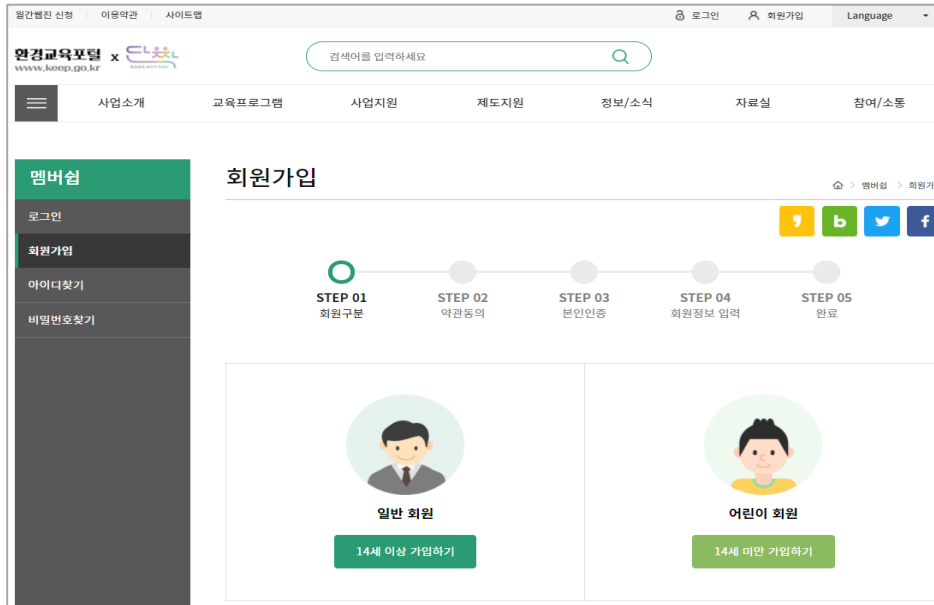 월간웹진 신청 이용약관 사이트맵 로그인 회원가입 Language
환경교육포털 x
www.keep.go.kr
검색어를 입력하세요
사업소개 교육프로그램 사업지원 제도지원 정보/소식 자료실 참여/소통
멤버쉽
로그인
회원가입
아이디찾기
비밀번호찾기
회원가입
멤버쉽 > 회원가
STEP 01 STEP 02 STEP 03 STEP 04 STEP 05
회원구분 약관동의 본인인증 회원정보 입력 완료
일반 회원 어린이 회원
14세 이상 가입하기 14세 미만 가입하기